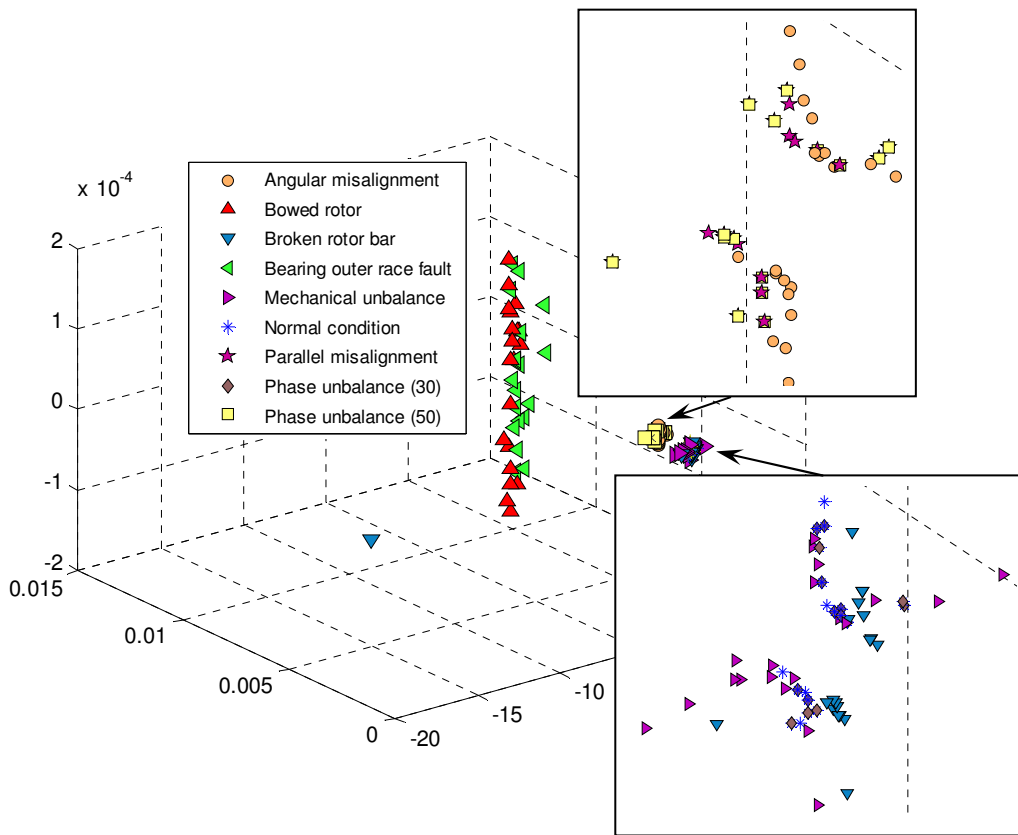 x 10^-4
2
1
0
-1
-2
0.015
0.01
0.005
0
-20
-15
-10
Angular misalignment
Bowed rotor
Broken rotor bar
Bearing outer race fault
Mechanical unbalance
Normal condition
Parallel misalignment
Phase unbalance (30)
Phase unbalance (50)